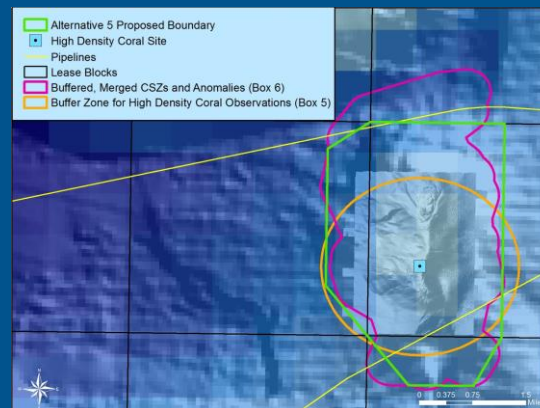 Alternative 5 Proposed Boundary
High Density Coral Site
Pipelines
Lease Blocks
Buffered, Merged CSZs and Anomalies (Box 6)
Buffer Zone for High Density Coral Observations (Box 5)
0 0.375 0.75 1.5